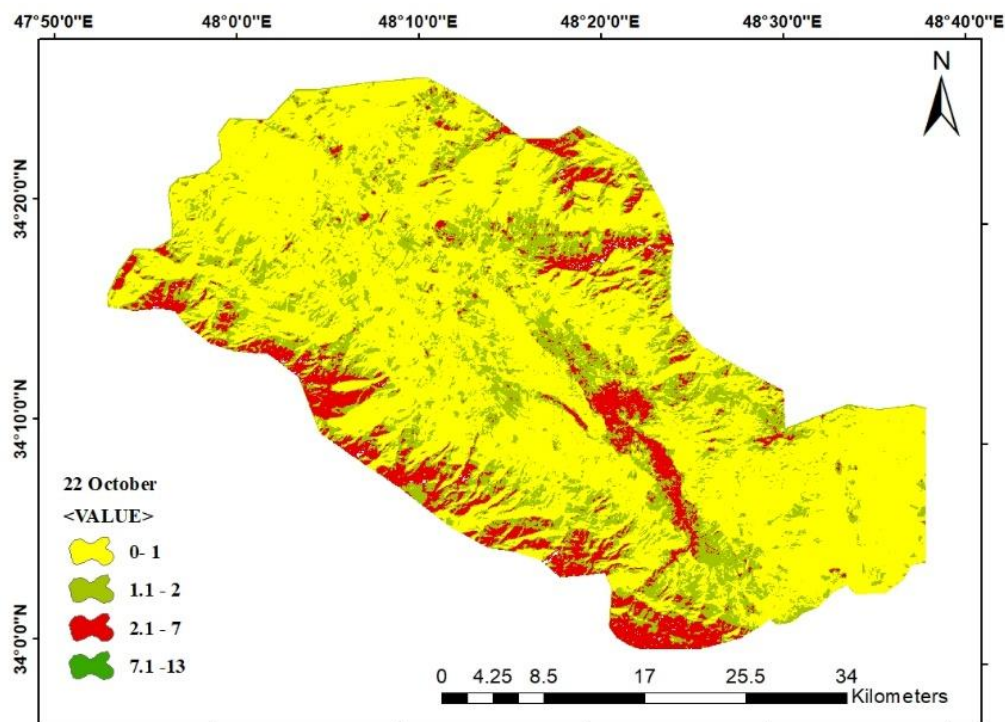 47°50'0"E 48°0'0"E 48°10'0"E 48°20'0"E 48°30'0"E 48°40'0"E
N
34°20'0"N
34°10'0"N
34°0'0"N
22 October
<VALUE>
0- 1
1.1 - 2
2.1 - 7
7.1 -13
0 4.25 8.5 17 25.5 34
Kilometers